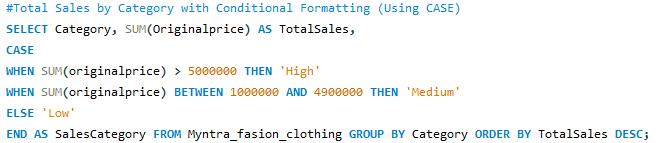 #Total Sales by Category with Conditional Formatting (Using CASE)
SELECT Category, SUM(Originalprice) AS TotalSales,
CASE
WHEN SUM(originalprice) > 5000000 THEN 'High'
WHEN SUM(originalprice) BETWEEN 1000000 AND 4900000 THEN 'Medium'
ELSE 'Low'
END AS SalesCategory FROM Myntra_fasion_clothing GROUP BY Category ORDER BY TotalSales DESC;